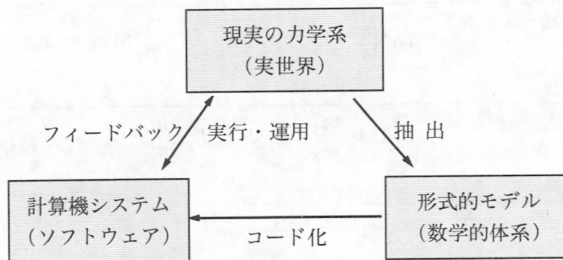 現実の力学系
（実世界）
フィードバック
実行・運用
抽 出
計算機システム
（ソフトウェア）
コード化
形式的モデル
（数学的体系）